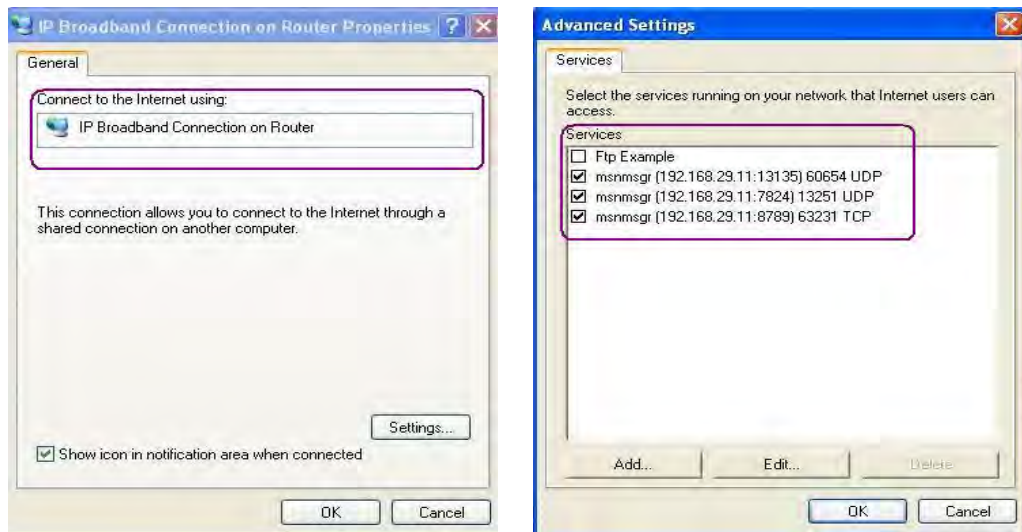 IP Broadband Connection on Router Properties
General
Connect to the Internet using:
IP Broadband Connection on Router
This connection allows you to connect to the Internet through a
shared connection on another computer.
Settings...
Show icon in notification area when connected
OK
Cancel
Advanced Settings
Services
Select the services running on your network that Internet users can
access.
Services
Ftp Example
msnmsgr (192.168.29.11:13135) 60654 UDP
msnmsgr (192.168.29.11:7824) 13251 UDP
msnmsgr (192.168.29.11:8789) 63231 TCP
Add...
Edit...
Delete
OK
Cancel